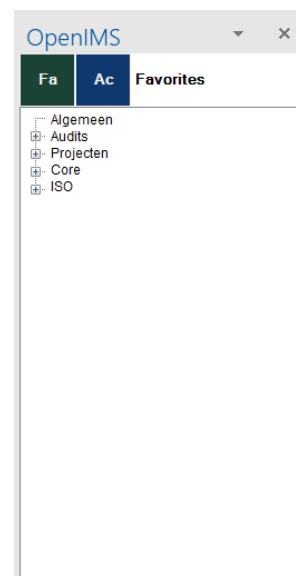 OpenIMS
Fa Ac Favorites
Algemeen
Audits
Projecten
Core
ISO